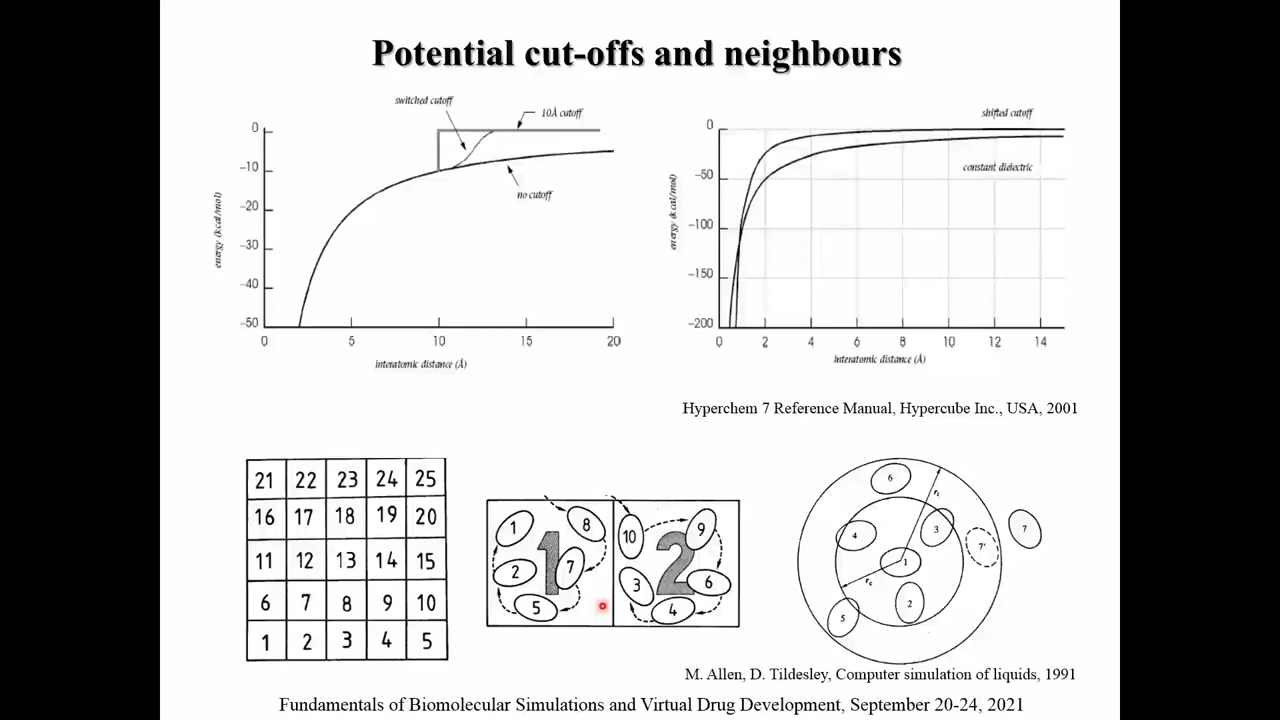 Potential cut-offs and neighbours
switched cutoff
10Å cutoff
no cutoff
0
-10
-20
-30
-40
-50
energy (kcal/mol)
0 5 10 15 20
interatomic distance (Å)
shifted cutoff
constant dielectric
0
-50
-100
-150
-200
energy (kcal/mol)
0 2 4 6 8 10 12 14
interatomic distance (Å)
Hyperchem 7 Reference Manual, Hypercube Inc., USA, 2001
21 22 23 24 25
16 17 18 19 20
11 12 13 14 15
6 7 8 9 10
1 2 3 4 5
1
1 8
2 7
5
2
10 9
3 6
4
6
rl
4 3 7' 7
1
rc
5 2
M. Allen, D. Tildesley, Computer simulation of liquids, 1991
Fundamentals of Biomolecular Simulations and Virtual Drug Development, September 20-24, 2021